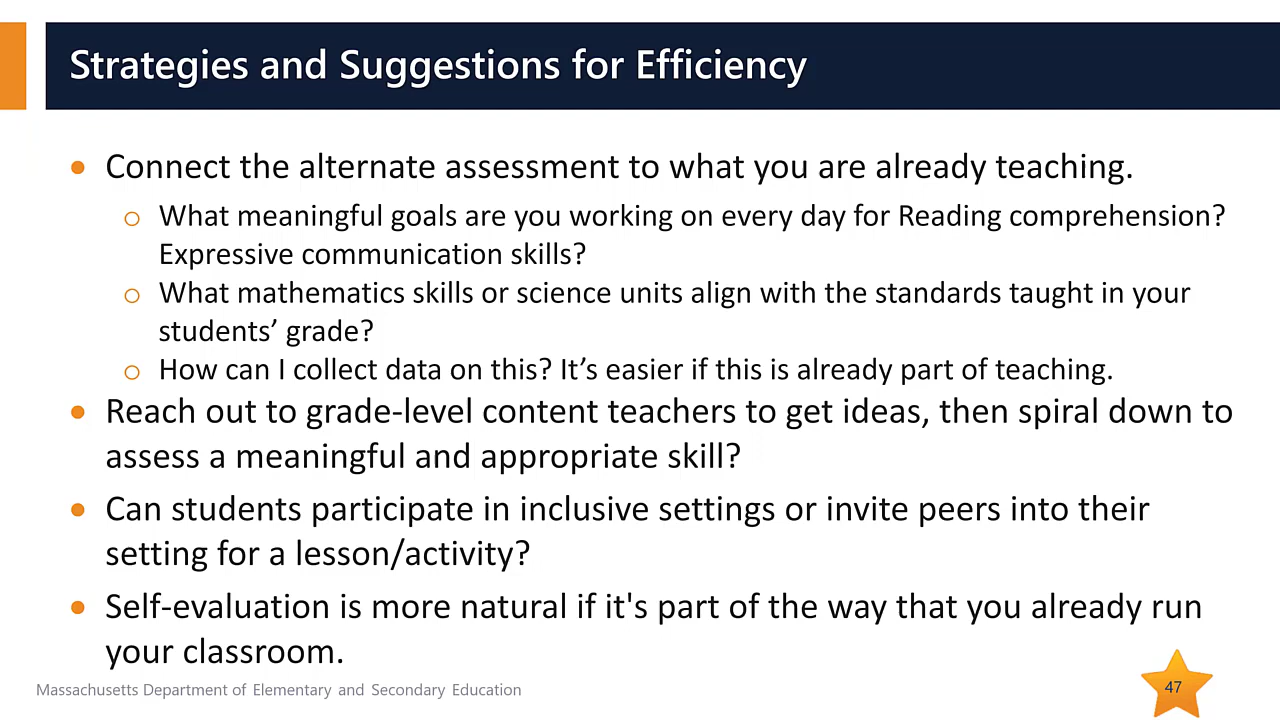 Strategies and Suggestions for Efficiency
• Connect the alternate assessment to what you are already teaching.
o What meaningful goals are you working on every day for Reading comprehension?
Expressive communication skills?
o What mathematics skills or science units align with the standards taught in your
students’ grade?
o How can I collect data on this? It’s easier if this is already part of teaching.
• Reach out to grade-level content teachers to get ideas, then spiral down to
assess a meaningful and appropriate skill?
• Can students participate in inclusive settings or invite peers into their
setting for a lesson/activity?
• Self-evaluation is more natural if it's part of the way that you already run
your classroom.
Massachusetts Department of Elementary and Secondary Education
47